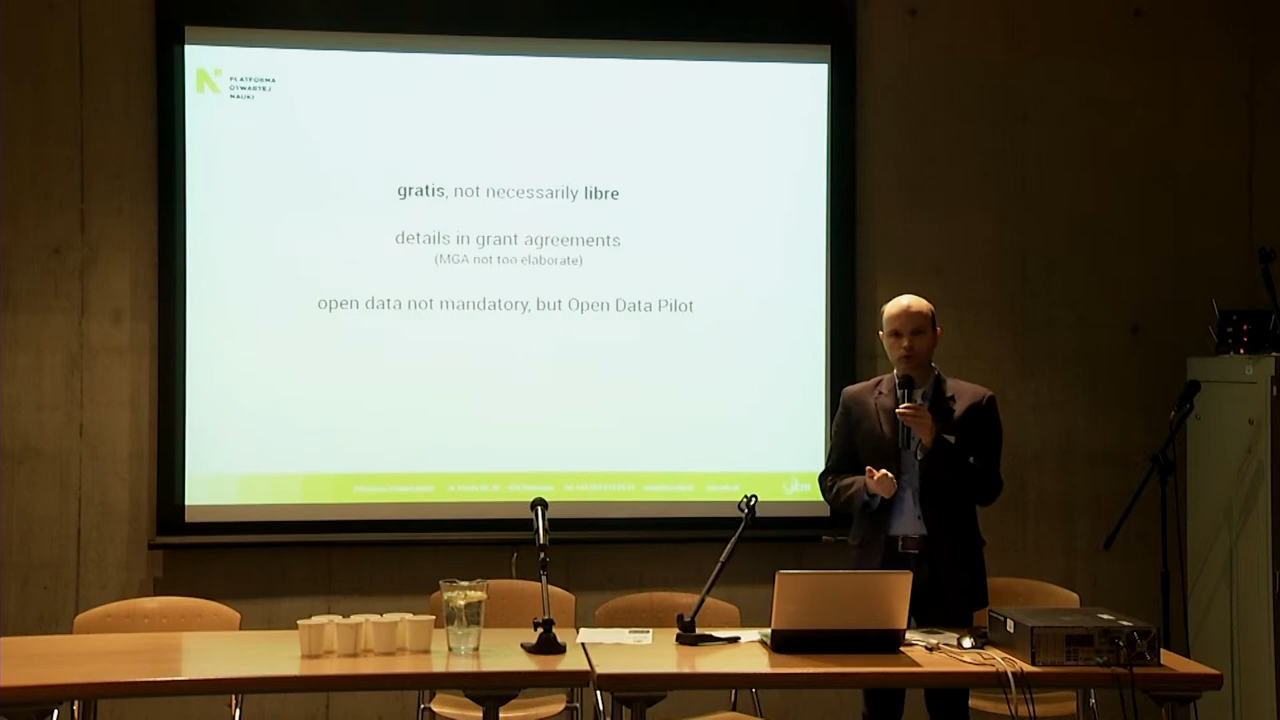 PLATFORMA
OTWARTEJ
NAUKI
gratis, not necessarily libre
details in grant agreements
(MGA not too elaborate)
open data not mandatory, but Open Data Pilot